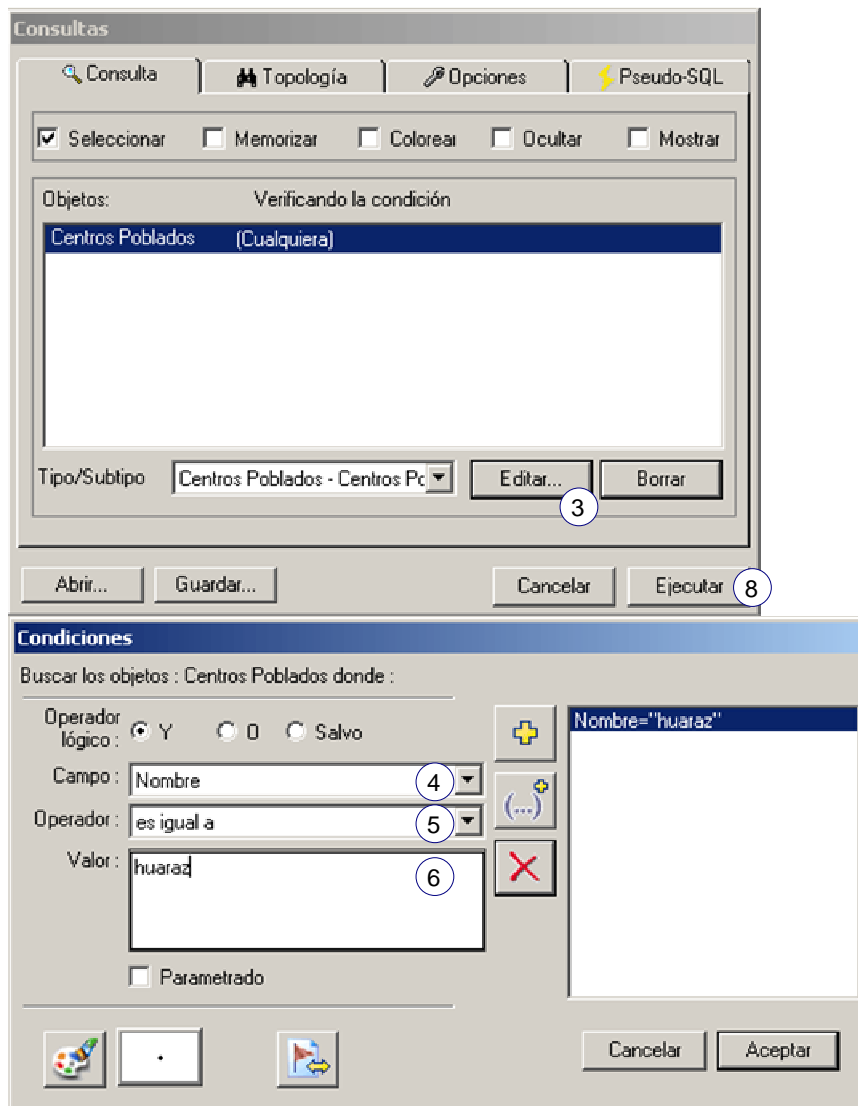 Consultas
Consulta Topología Opciones Pseudo-SQL
Seleccionar Memorizar Colorear Ocultar Mostrar
Objetos: Verificando la condición
Centros Poblados (Cualquiera)
Tipo/Subtipo Centros Poblados - Centros Pc Editar... Borrar
3
Abrir... Guardar... Cancelar Ejecutar 8
Condiciones
Buscar los objetos : Centros Poblados donde :
Operador
lógico : Y O Salvo
Nombre="huaraz"
Campo : Nombre 4
(...)
Operador : es igual a 5
Valor : huaraz 6
Parametrado
Cancelar Aceptar